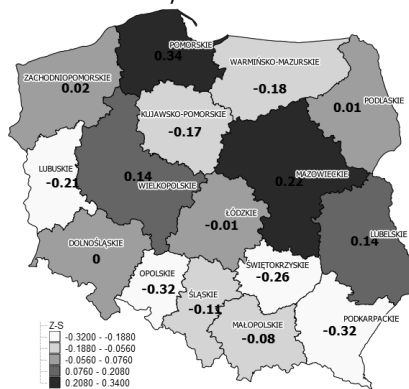 POMORSKIE
0.34
ZACHODNIOPOMORSKIE
0.02
WARMIŃSKO-MAZURSKIE
-0.18
PODLASKIE
0.01
KUJAWSKO-POMORSKIE
-0.17
LUBUSKIE
-0.21
0.14
WIELKOPOLSKIE
MAZOWIECKIE
0.22
ŁÓDZKIE
-0.01
LUBELSKIE
0.14
DOLNOŚLĄSKIE
0
OPOLSKIE
-0.32
ŚLĄSKIE
-0.11
ŚWIĘTOKRZYSKIE
-0.26
MAŁOPOLSKIE
-0.08
PODKARPACKIE
-0.32
Z-S
-0.3200 - -0.1880
-0.1880 - -0.0560
-0.0560 - 0.0760
0.0760 - 0.2080
0.2080 - 0.3400